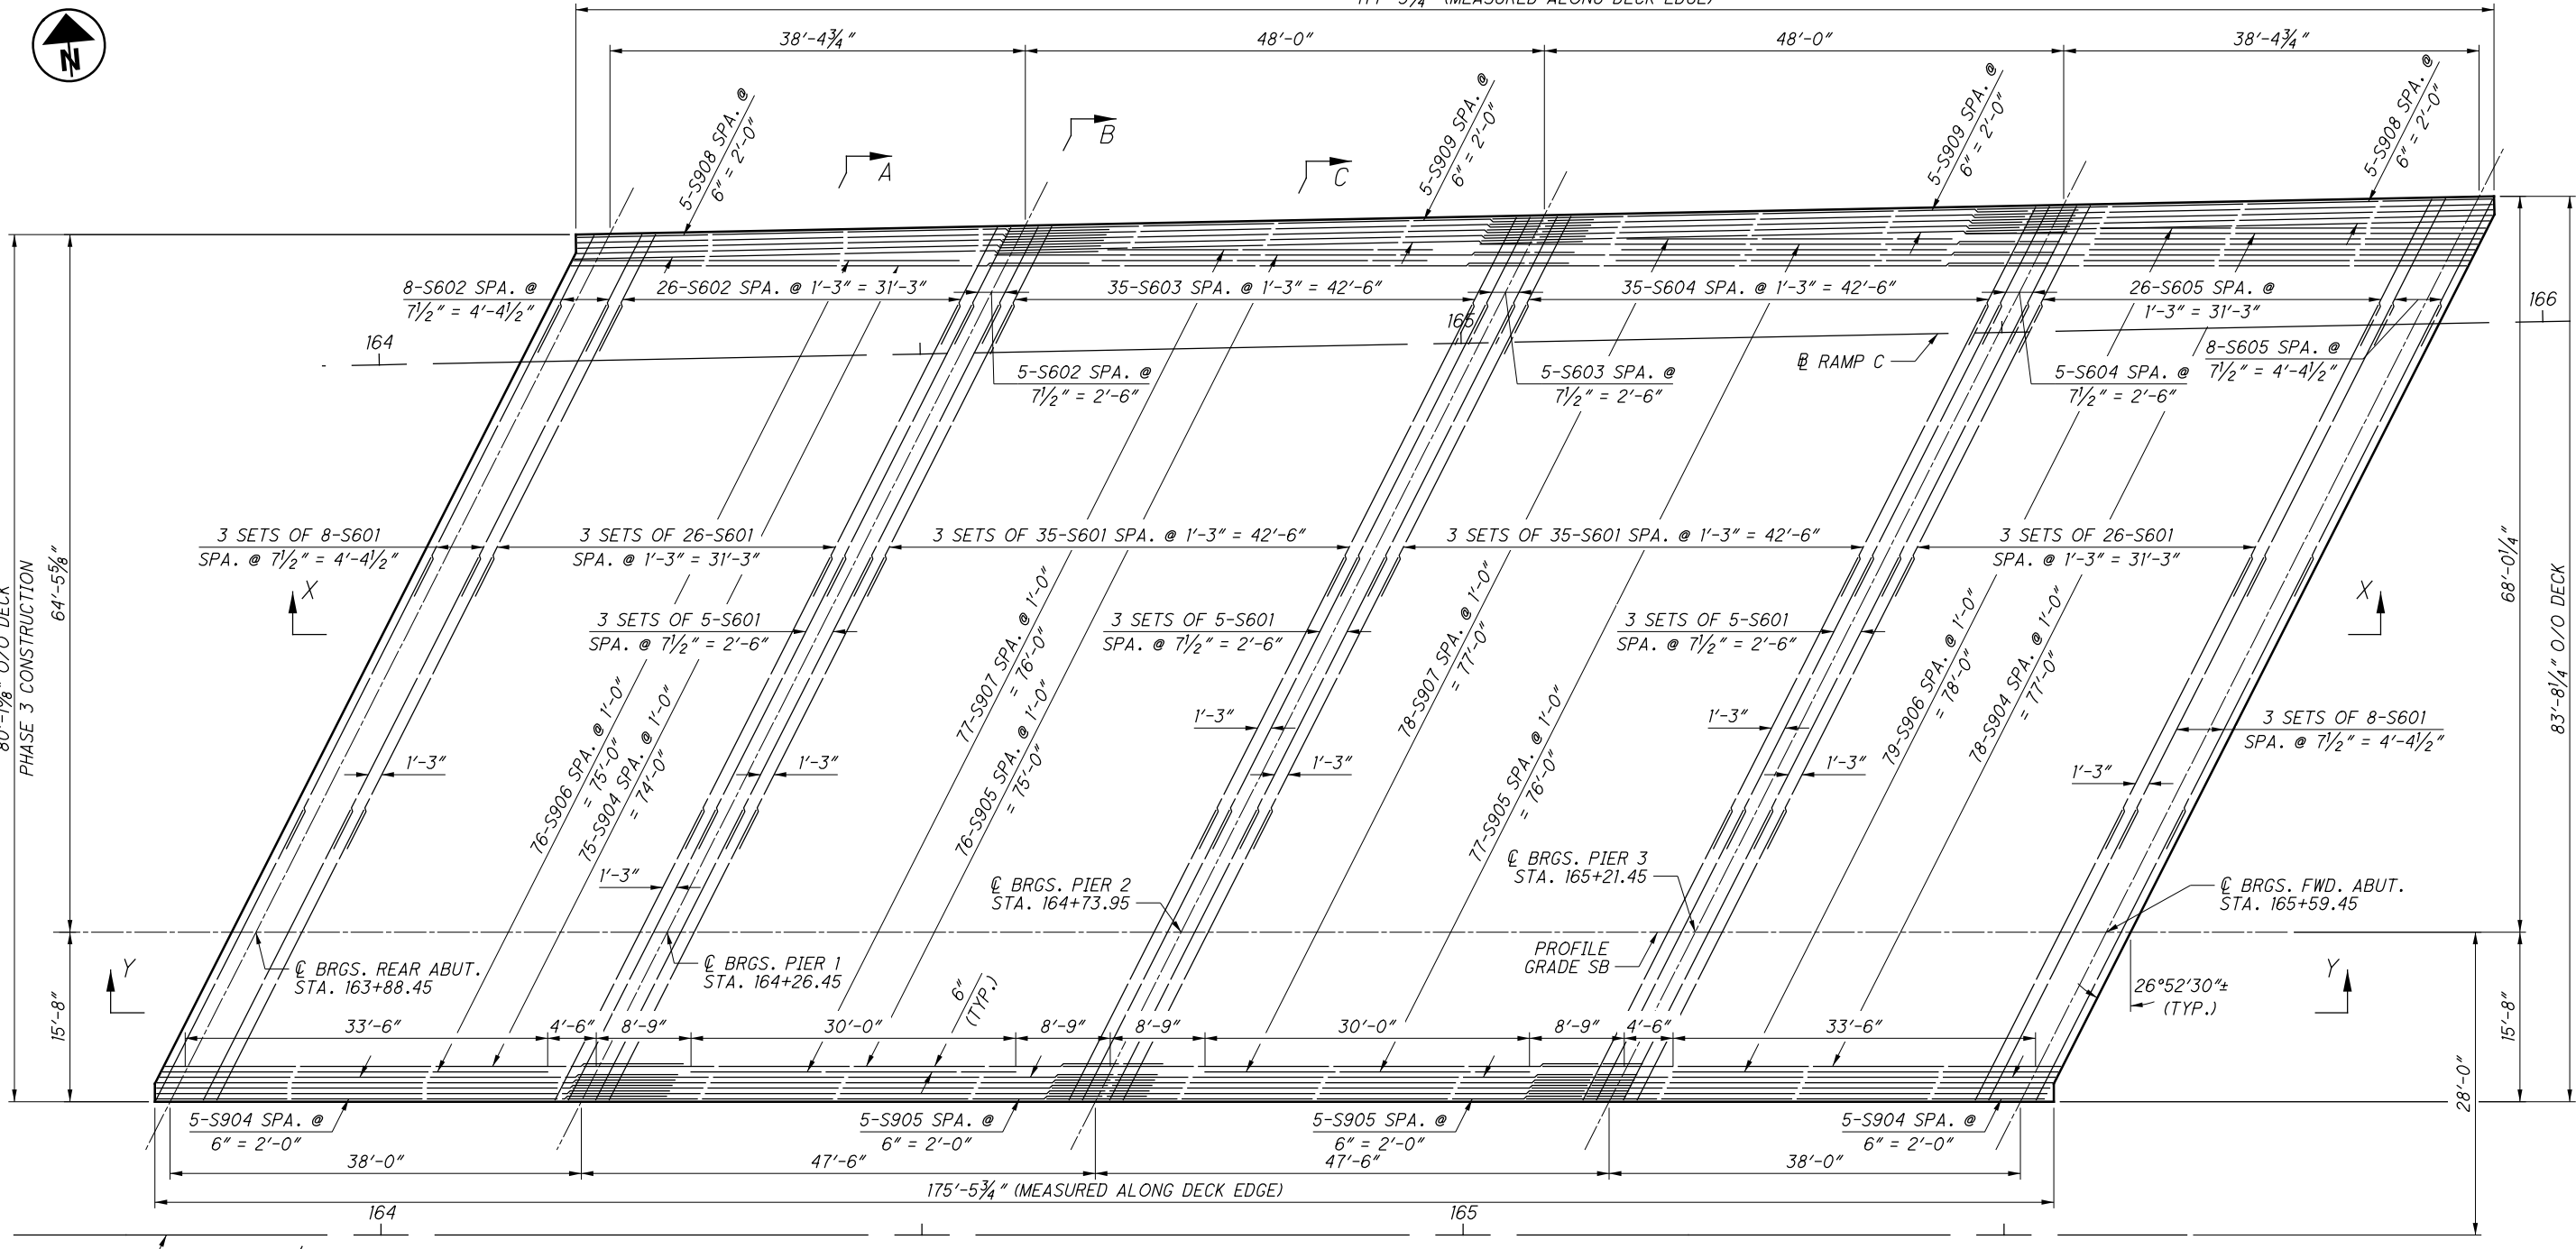 177'-5¾" (MEASURED ALONG DECK EDGE)
N
38'-4¾"
48'-0"
48'-0"
38'-4¾"
5-S908 SPA. @
6" = 2'-0"
A
B
C
5-S909 SPA. @
6" = 2'-0"
5-S909 SPA. @
6" = 2'-0"
5-S908 SPA. @
6" = 2'-0"
8-S602 SPA. @
7½" = 4'-4½"
26-S602 SPA. @ 1'-3" = 31'-3"
35-S603 SPA. @ 1'-3" = 42'-6"
35-S604 SPA. @ 1'-3" = 42'-6"
26-S605 SPA. @
1'-3" = 31'-3"
166
164
165
℄ RAMP C
8-S605 SPA. @
7½" = 4'-4½"
5-S602 SPA. @
7½" = 2'-6"
5-S603 SPA. @
7½" = 2'-6"
5-S604 SPA. @
7½" = 2'-6"
O/O DECK
PHASE 3 CONSTRUCTION
64'-5⅝"
68'-0¼"
83'-8¼" O/O DECK
3 SETS OF 8-S601
SPA. @ 7½" = 4'-4½"
3 SETS OF 26-S601
SPA. @ 1'-3" = 31'-3"
3 SETS OF 35-S601 SPA. @ 1'-3" = 42'-6"
3 SETS OF 35-S601 SPA. @ 1'-3" = 42'-6"
3 SETS OF 26-S601
SPA. @ 1'-3" = 31'-3"
X
X
3 SETS OF 5-S601
SPA. @ 7½" = 2'-6"
3 SETS OF 5-S601
SPA. @ 7½" = 2'-6"
3 SETS OF 5-S601
SPA. @ 7½" = 2'-6"
3 SETS OF 8-S601
SPA. @ 7½" = 4'-4½"
76-S906 SPA. @ 1'-0"
= 75'-0"
75-S904 SPA. @ 1'-0"
= 74'-0"
77-S907 SPA. @ 1'-0"
= 76'-0"
76-S905 SPA. @ 1'-0"
= 75'-0"
78-S907 SPA. @ 1'-0"
= 77'-0"
77-S905 SPA. @ 1'-0"
= 76'-0"
79-S906 SPA. @ 1'-0"
= 78'-0"
78-S904 SPA. @ 1'-0"
= 77'-0"
1'-3"
1'-3"
1'-3"
1'-3"
1'-3"
1'-3"
1'-3"
1'-3"
℄ BRGS. REAR ABUT.
STA. 163+88.45
℄ BRGS. PIER 1
STA. 164+26.45
℄ BRGS. PIER 2
STA. 164+73.95
℄ BRGS. PIER 3
STA. 165+21.45
℄ BRGS. FWD. ABUT.
STA. 165+59.45
PROFILE
GRADE SB
26°52'30"±
(TYP.)
Y
Y
15'-8"
15'-8"
28'-0"
6"
(TYP.)
33'-6"
4'-6"
8'-9"
30'-0"
8'-9"
8'-9"
30'-0"
8'-9"
4'-6"
33'-6"
5-S904 SPA. @
6" = 2'-0"
5-S905 SPA. @
6" = 2'-0"
5-S905 SPA. @
6" = 2'-0"
5-S904 SPA. @
6" = 2'-0"
38'-0"
47'-6"
47'-6"
38'-0"
175'-5¾" (MEASURED ALONG DECK EDGE)
164
165